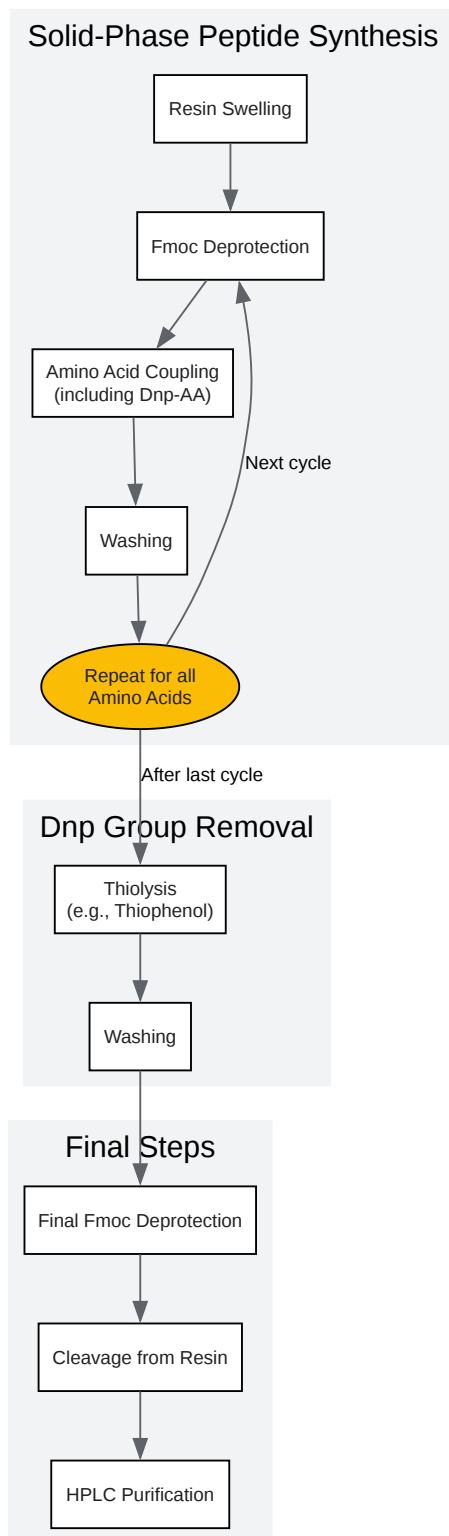 Solid-Phase Peptide Synthesis
Resin Swelling
Fmoc Deprotection
Amino Acid Coupling
(including Dnp-AA)
Next cycle
Washing
Repeat for all
Amino Acids
After last cycle
Dnp Group Removal
Thiolysis
(e.g., Thiophenol)
Washing
Final Steps
Final Fmoc Deprotection
Cleavage from Resin
HPLC Purification